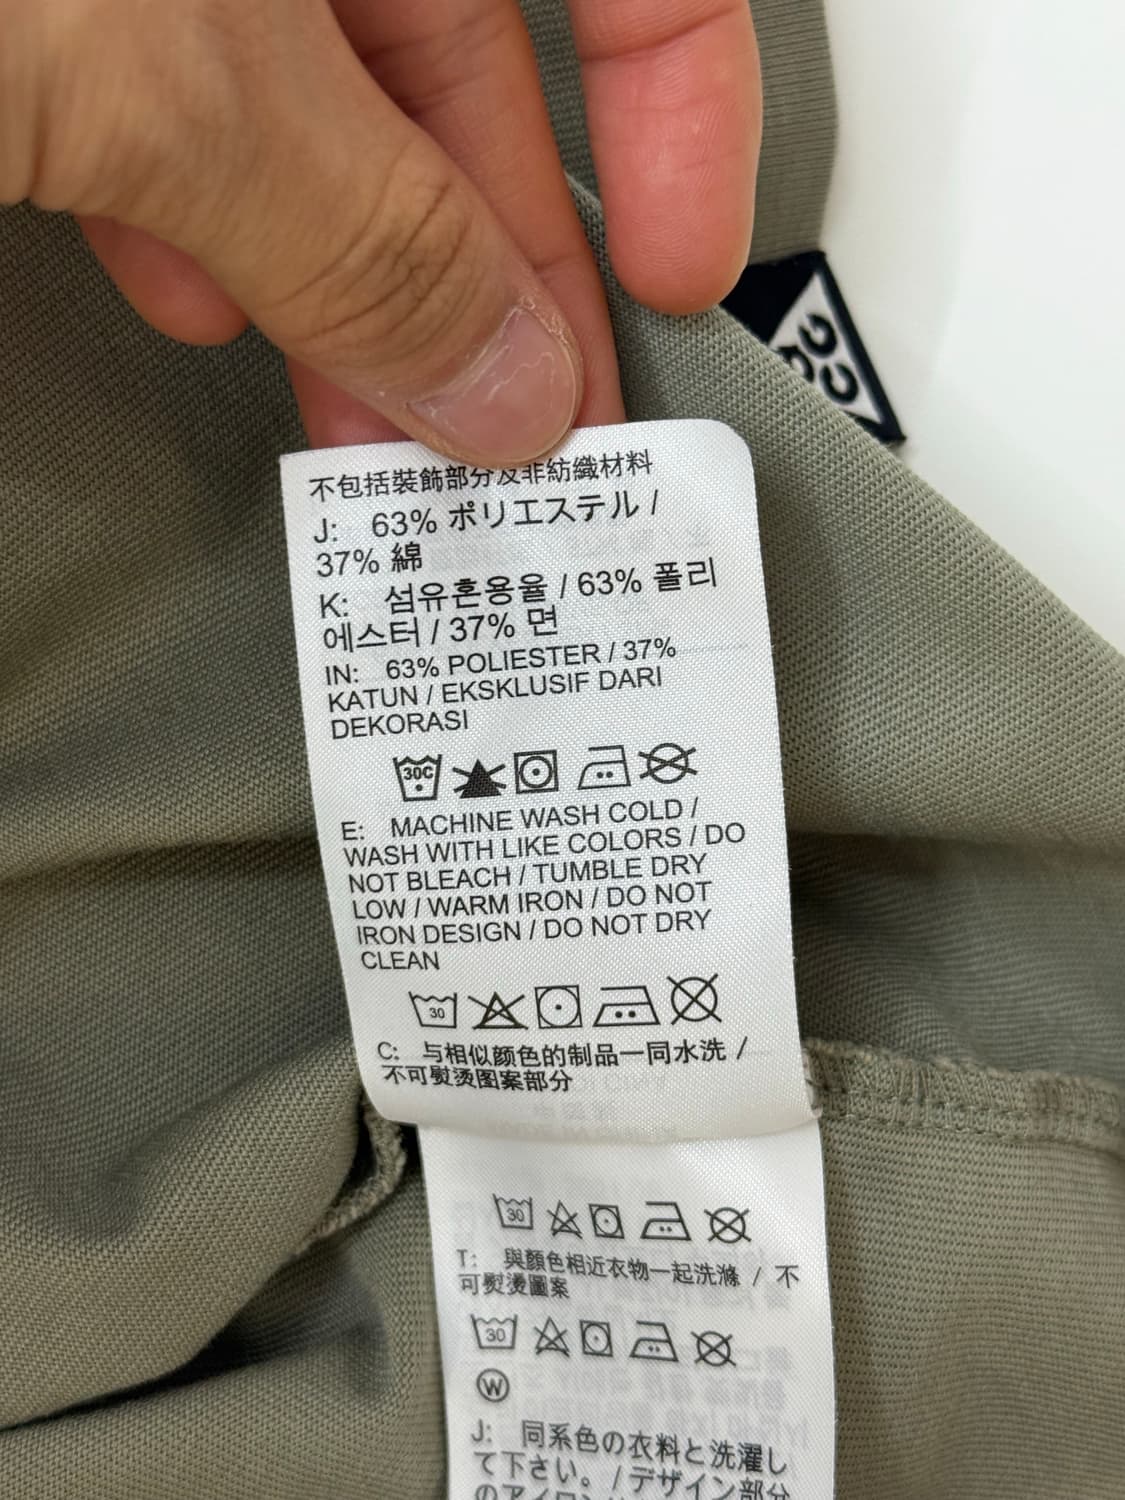 不包括裝飾部分及非紡織材料
J: 63% ポリエステル /
37% 綿
K: 섬유혼용율 / 63% 폴리
에스터 / 37% 면
IN: 63% POLIESTER / 37%
KATUN / EKSKLUSIF DARI
DEKORASI
30C
E: MACHINE WASH COLD /
WASH WITH LIKE COLORS / DO
NOT BLEACH / TUMBLE DRY
LOW / WARM IRON / DO NOT
IRON DESIGN / DO NOT DRY
CLEAN
30
C: 与相似颜色的制品一同水洗 /
不可熨烫图案部分
30
T: 與顏色相近衣物一起洗滌 / 不
可熨燙圖案
30
W
J: 同系色の衣料と洗濯し
て下さい。 / デザイン部分